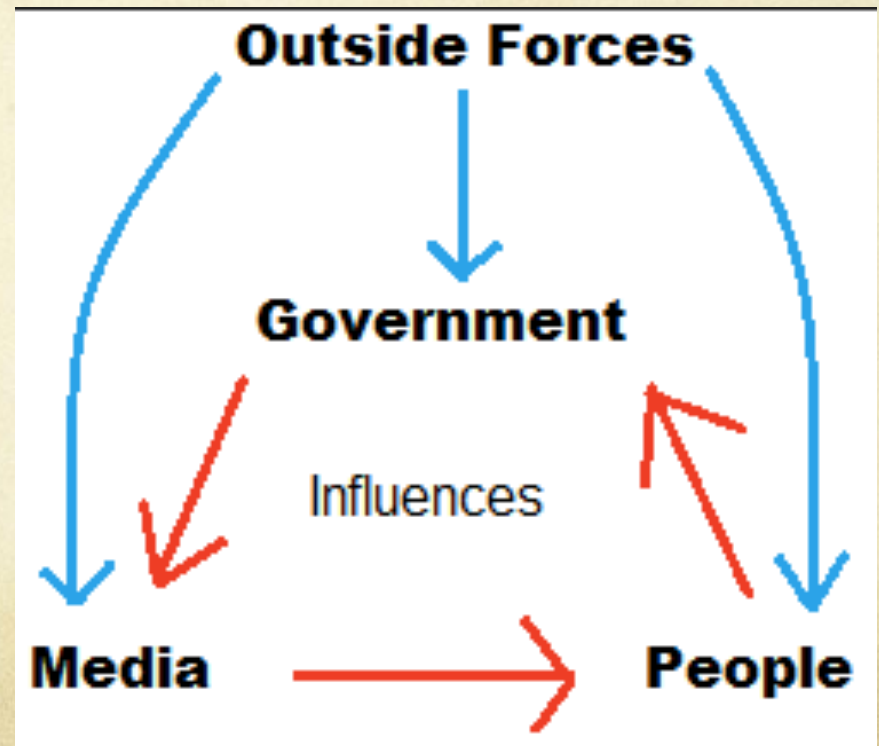 Outside Forces
Government
Influences
Media
People